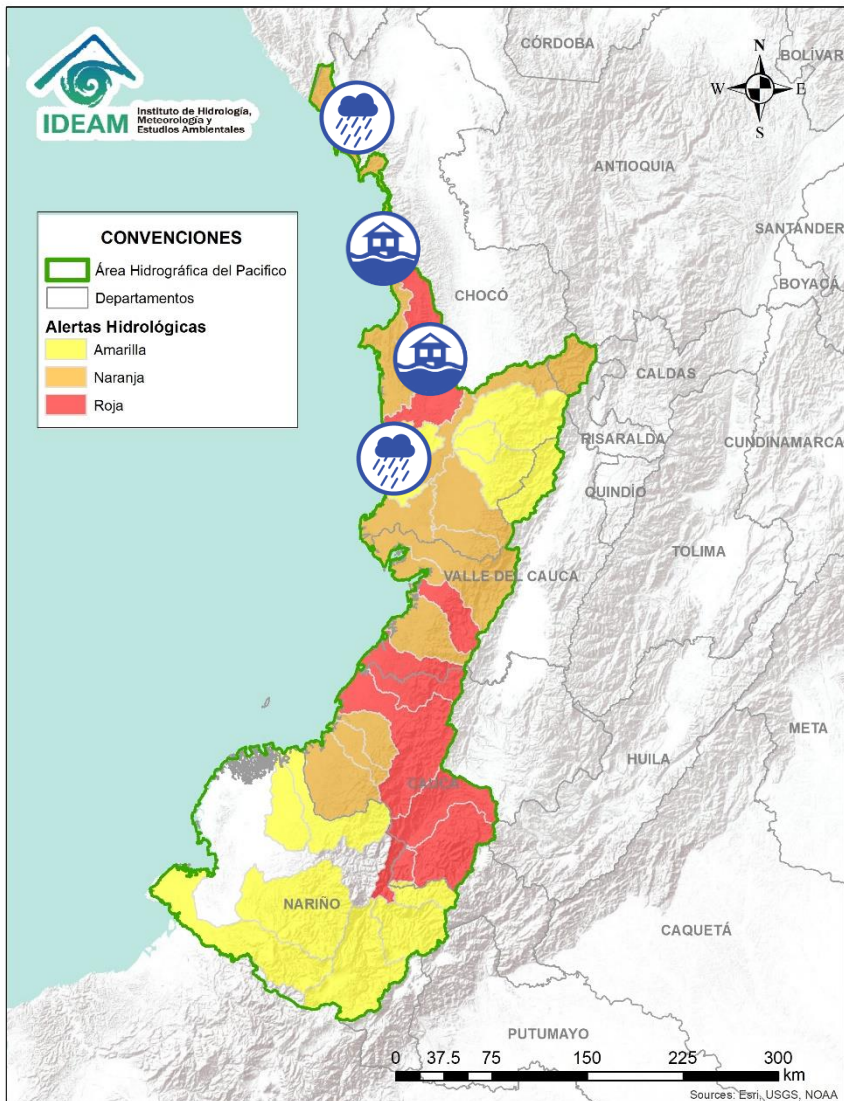 IDEAM
Instituto de Hidrología,
Meteorología y
Estudios Ambientales
CÓRDOBA
BOLÍVAR
N
W
E
S
ANTIOQUIA
SANTANDER
BOYACÁ
CONVENCIONES
Área Hidrográfica del Pacifico
Departamentos
Alertas Hidrológicas
Amarilla
Naranja
Roja
CHOCÓ
CALDAS
RISARALDA
CUNDINAMARCA
QUINDÍO
TOLIMA
VALLE DEL CAUCA
META
HUILA
CAUCA
NARIÑO
CAQUETÁ
PUTUMAYO
0 37.5 75 150 225 300
km
Sources: Esri, USGS, NOAA